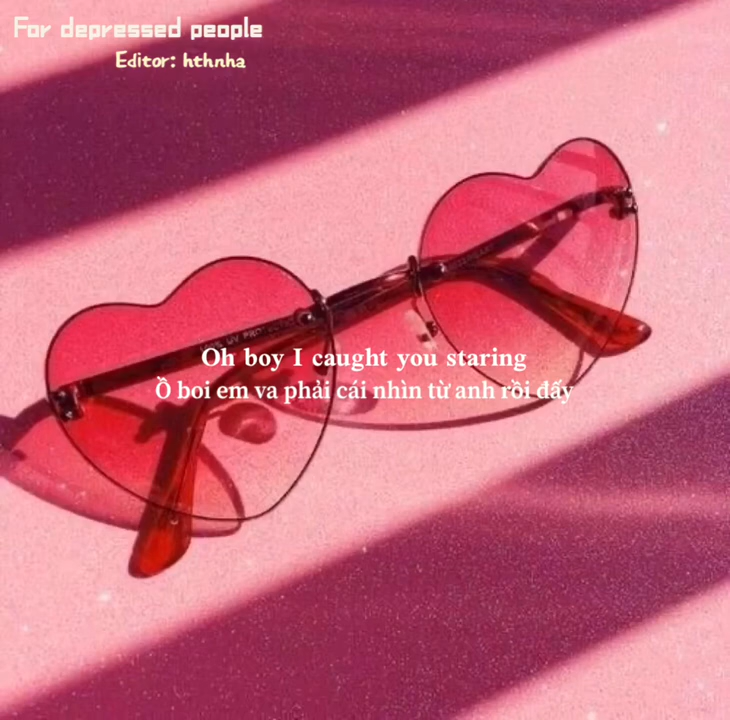 For depressed people
Editor: hthnha
Oh boy I caught you staring
Ồ boi em va phải cái nhìn từ anh rồi đấy